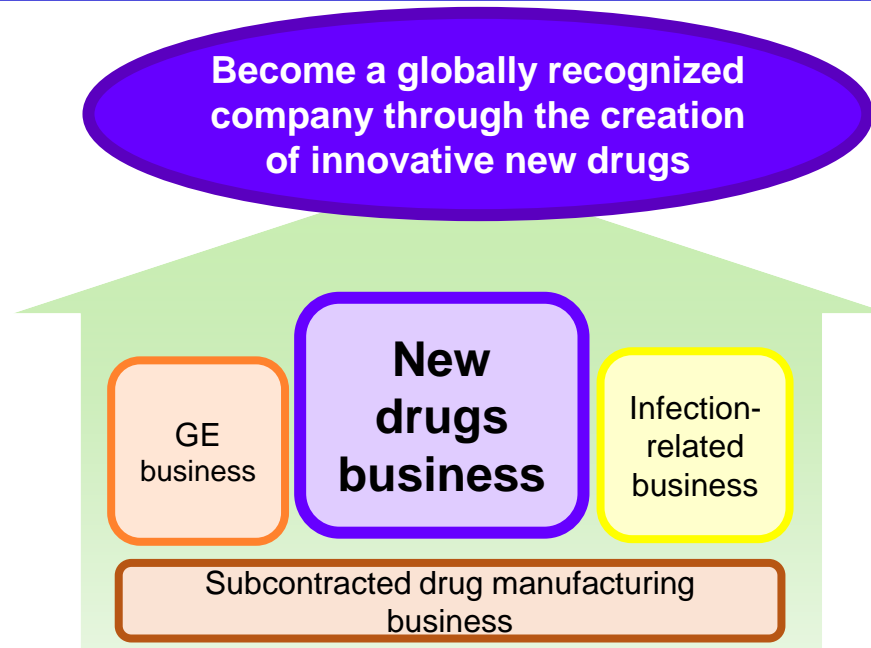 Become a globally recognized
company through the creation
of innovative new drugs
New
drugs
business
GE
business
Infection-
related
business
Subcontracted drug manufacturing
business